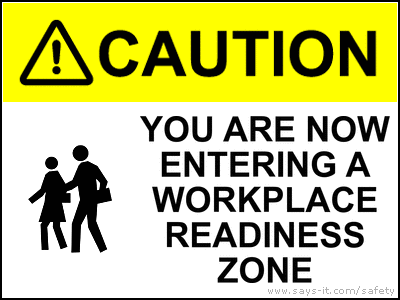 CAUTION
YOU ARE NOW
ENTERING A
WORKPLACE
READINESS
ZONE
www.says-it.com/safety